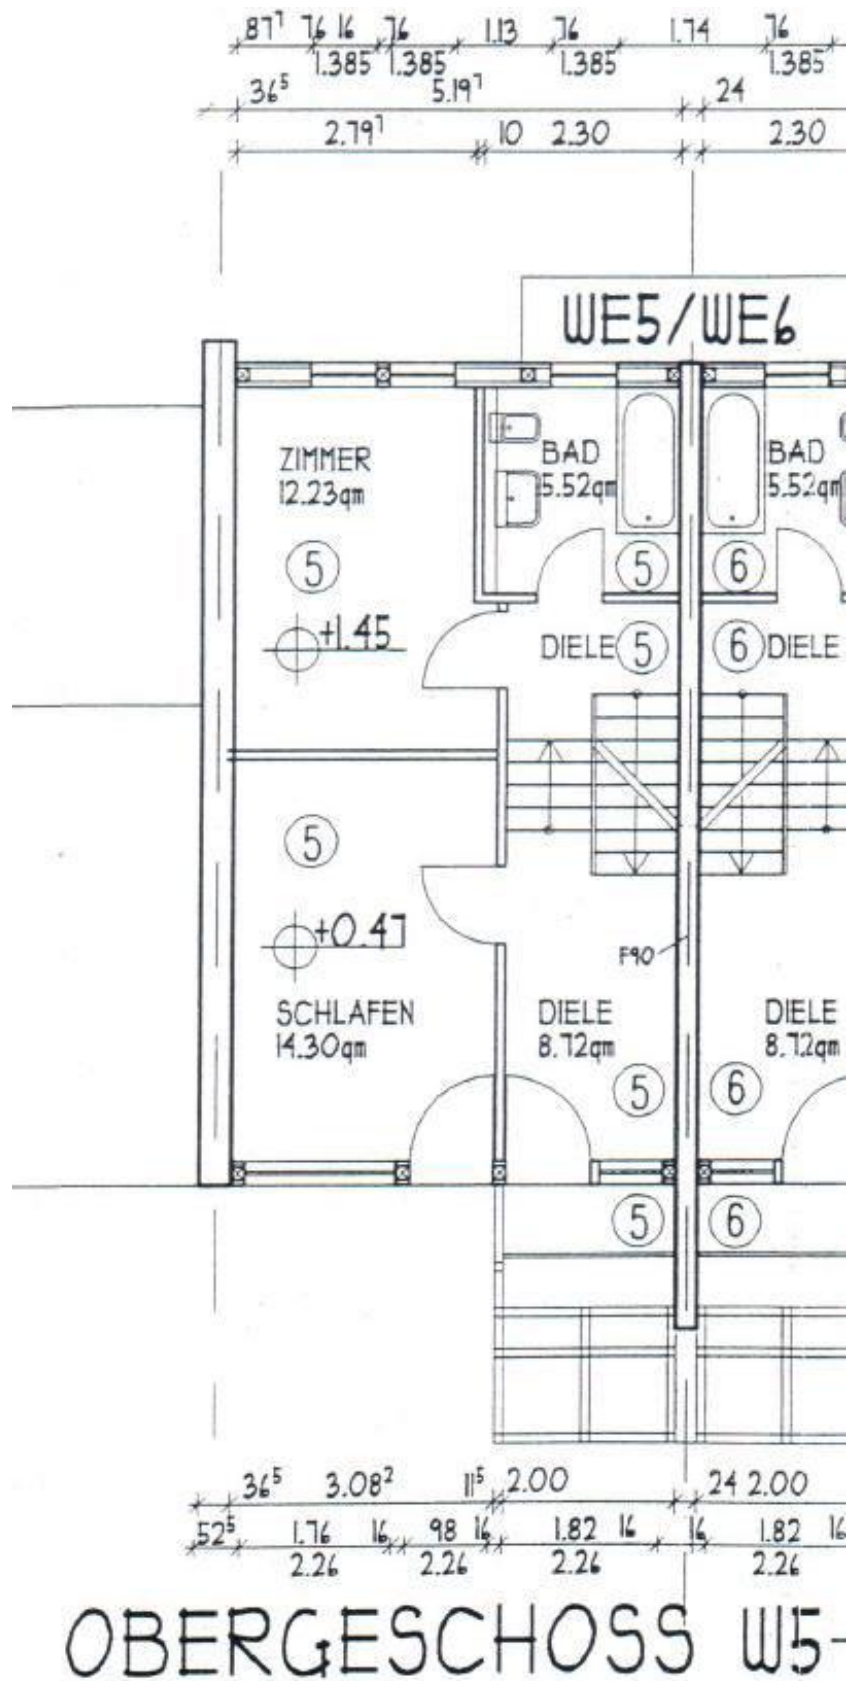 87⁷ 76 16 76 1.13 76 1.74 76
1.385 1.385 1.385 1.385
36⁵ 5.19⁷ 24
2.79⁷ 10 2.30 2.30
WE5/WE6
ZIMMER
12.23qm
BAD
5.52qm
BAD
5.52qm
5
5
6
+1.45
DIELE 5
6 DIELE
5
+0.47
F90
SCHLAFEN
14.30qm
DIELE
8.72qm
DIELE
8.72qm
5
6
5
6
36⁵ 3.08² 11⁵ 2.00 24 2.00
52⁵ 1.76 16 98 16 1.82 16 16 1.82 16
2.26 2.26 2.26 2.26
OBERGESCHOSS W5-